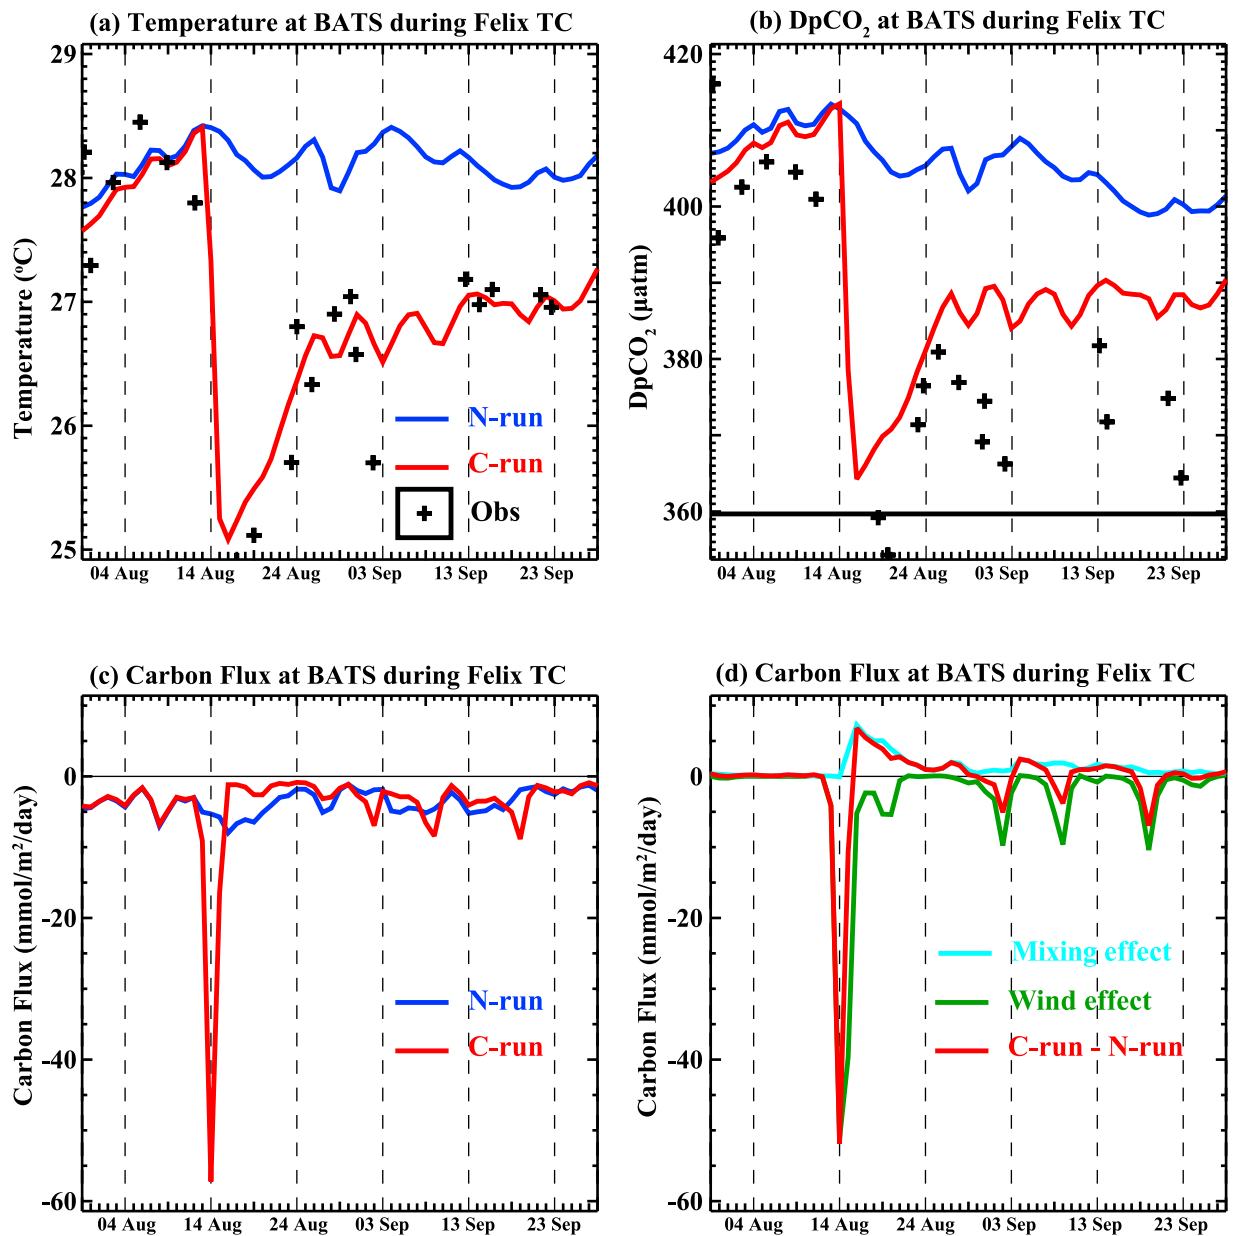 (a) Temperature at BATS during Felix TC
Temperature (°C)
29
28
27
26
25
N-run
C-run
Obs
04 Aug 14 Aug 24 Aug 03 Sep 13 Sep 23 Sep
(b) DpCO₂ at BATS during Felix TC
DpCO₂ (µatm)
420
400
380
360
04 Aug 14 Aug 24 Aug 03 Sep 13 Sep 23 Sep
(c) Carbon Flux at BATS during Felix TC
Carbon Flux (mmol/m²/day)
0
-20
-40
-60
N-run
C-run
04 Aug 14 Aug 24 Aug 03 Sep 13 Sep 23 Sep
(d) Carbon Flux at BATS during Felix TC
Carbon Flux (mmol/m²/day)
0
-20
-40
-60
Mixing effect
Wind effect
C-run - N-run
04 Aug 14 Aug 24 Aug 03 Sep 13 Sep 23 Sep